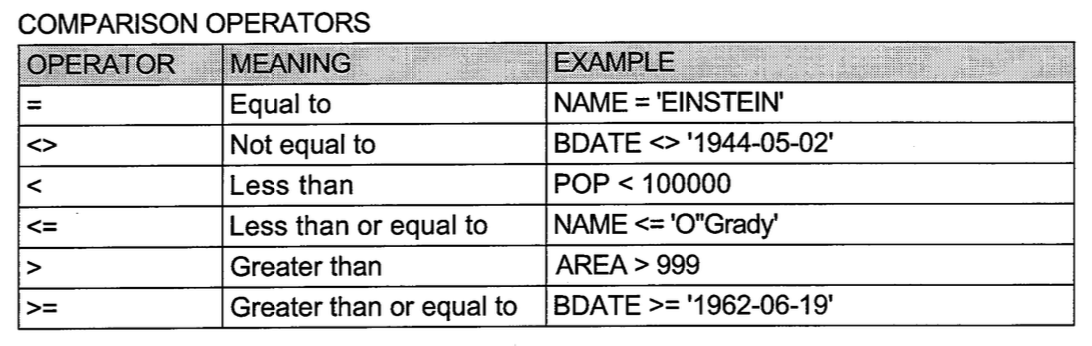 COMPARISON OPERATORS
OPERATOR MEANING EXAMPLE
= Equal to NAME = 'EINSTEIN'
<> Not equal to BDATE <> '1944-05-02'
< Less than POP < 100000
<= Less than or equal to NAME <= 'O"Grady'
> Greater than AREA > 999
>= Greater than or equal to BDATE >= '1962-06-19'